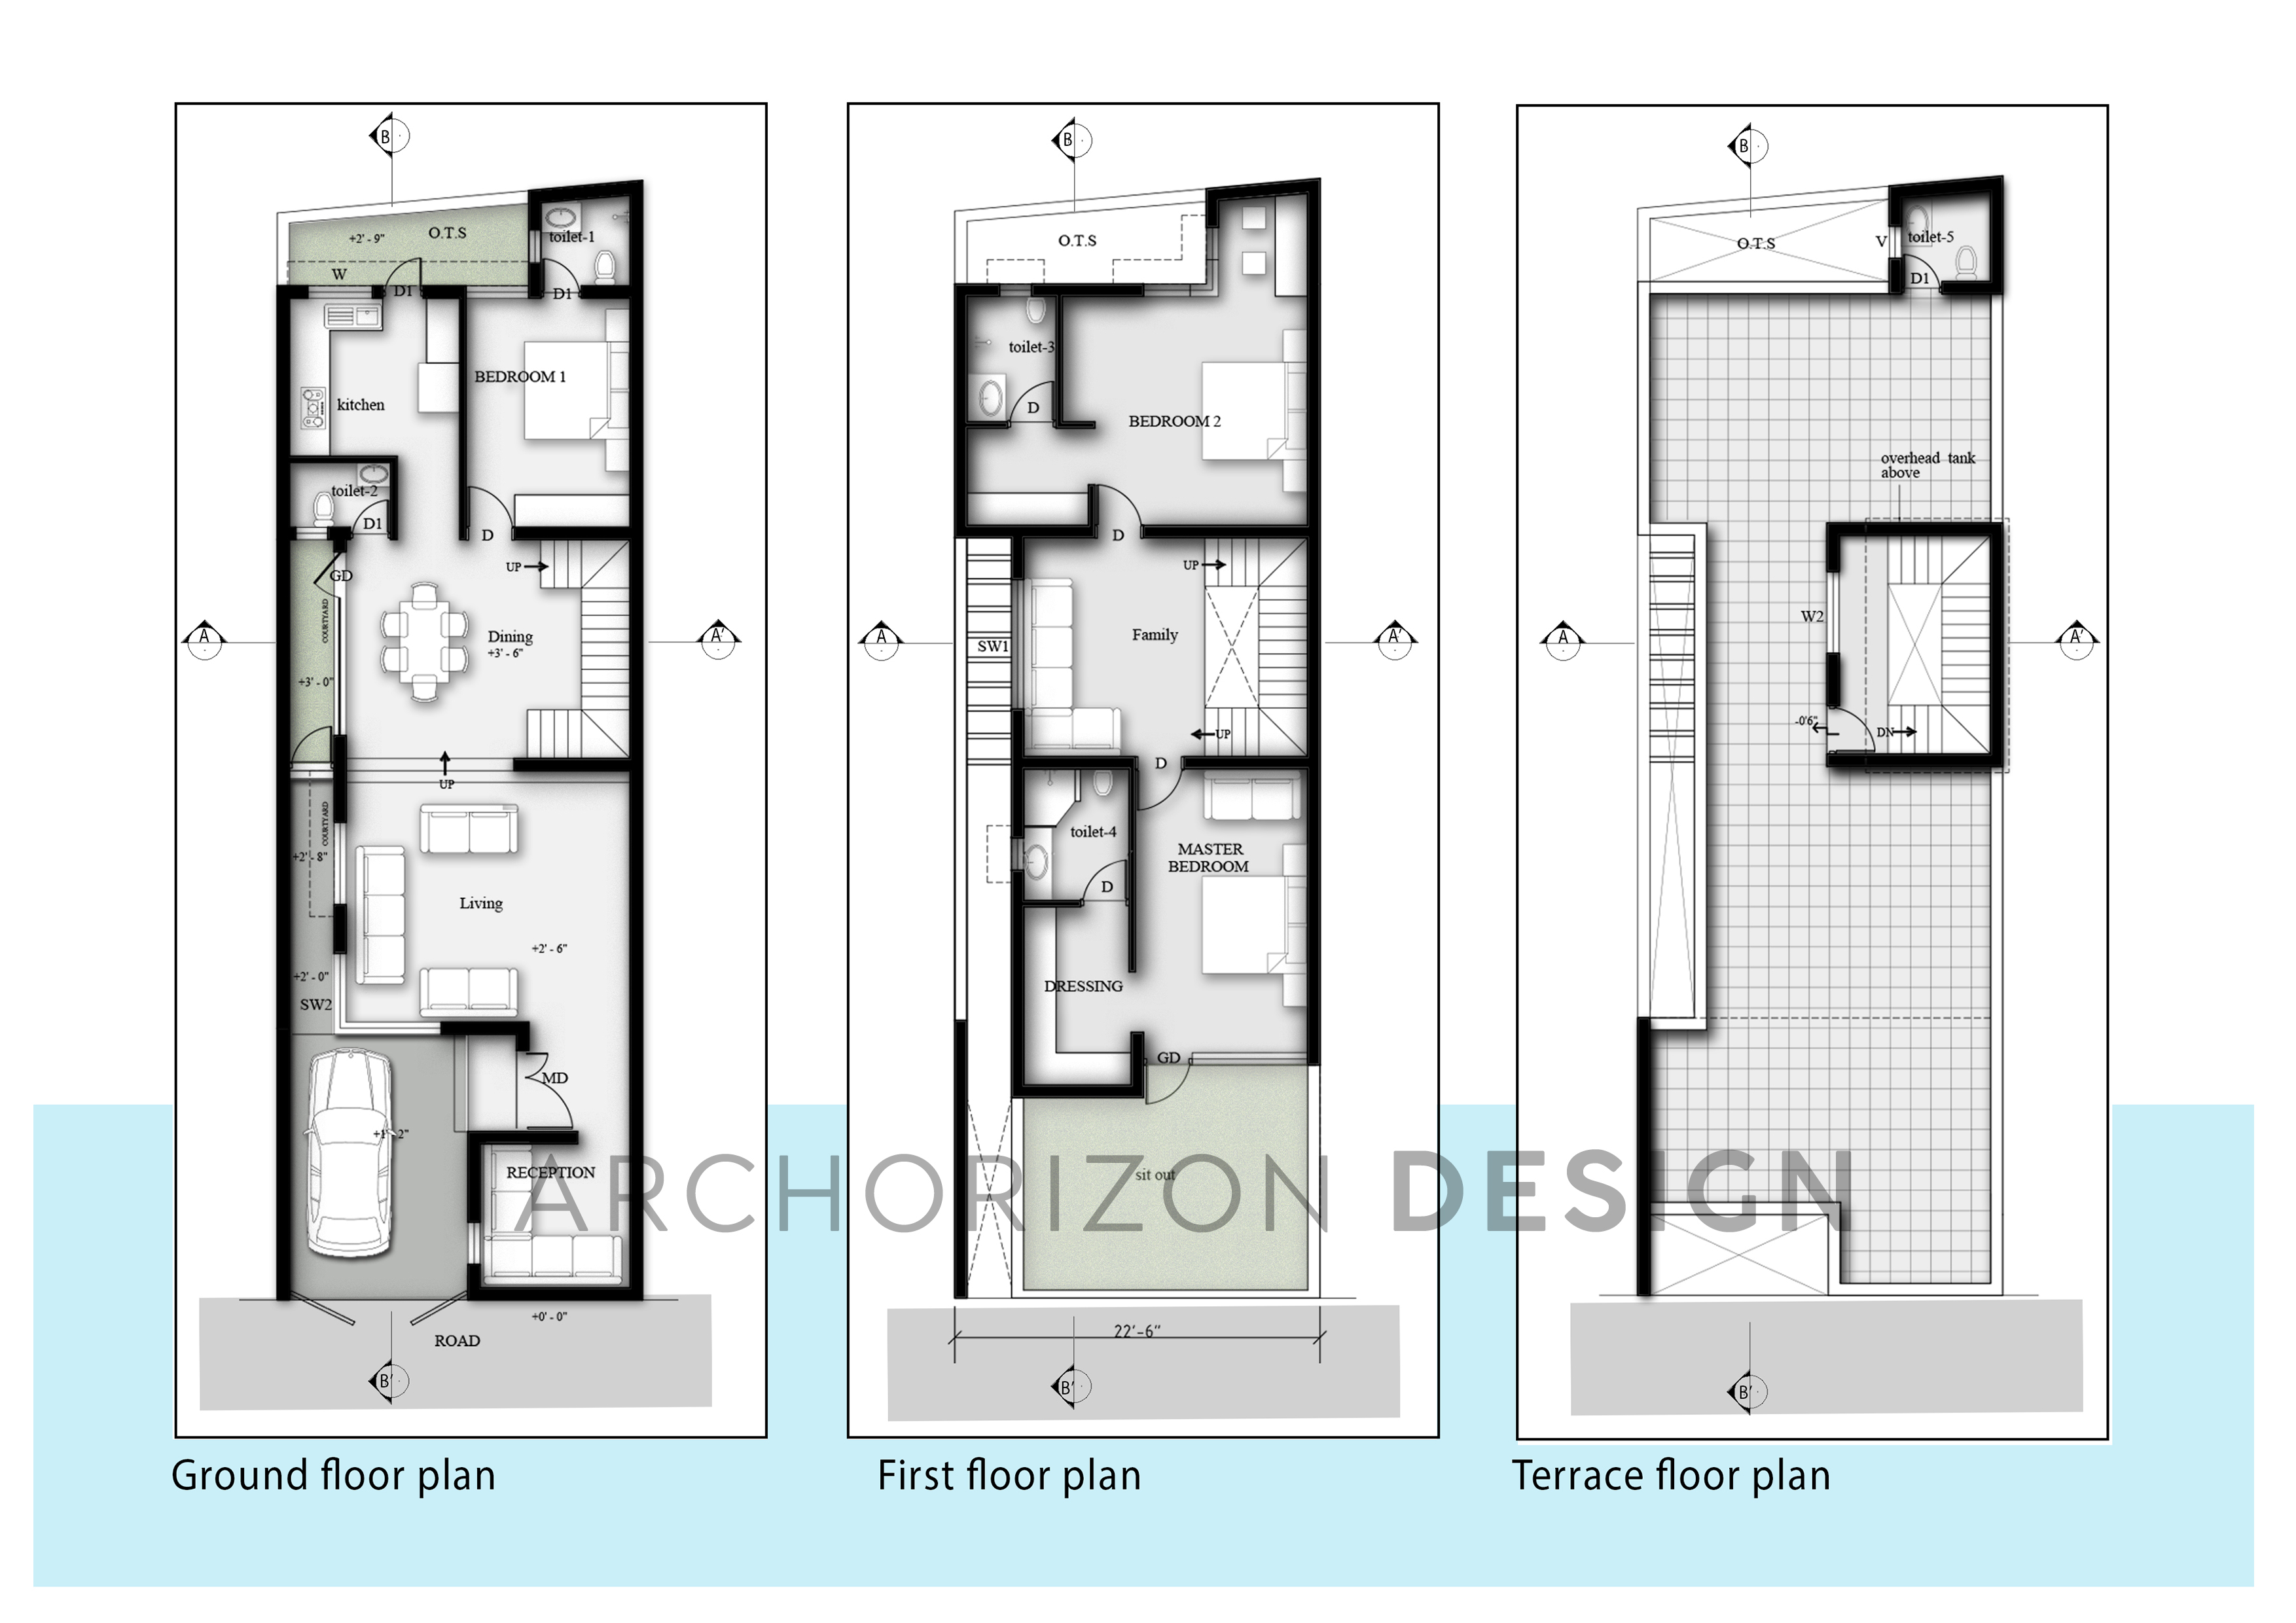 B
O.T.S
+2' - 9"
toilet-1
W
D1
D1
BEDROOM 1
kitchen
toilet-2
D1
D
UP
GD
COURTYARD
A
A'
Dining
+3' - 6"
+3' - 0"
UP
COURTYARD
+2' - 8"
Living
+2' - 6"
+2' - 0"
SW2
MD
+1' - 2"
RECEPTION
+0' - 0"
ROAD
B'
Ground floor plan
B
O.T.S
toilet-3
D
BEDROOM 2
D
UP
A
SW1
Family
A'
UP
D
toilet-4
MASTER
BEDROOM
D
DRESSING
GD
sit out
22'-6"
B'
First floor plan
B
O.T.S
V
toilet-5
D1
overhead tank
above
W2
A
A'
-0'6"
DN
B'
Terrace floor plan
ARCHORIZON DESIGN